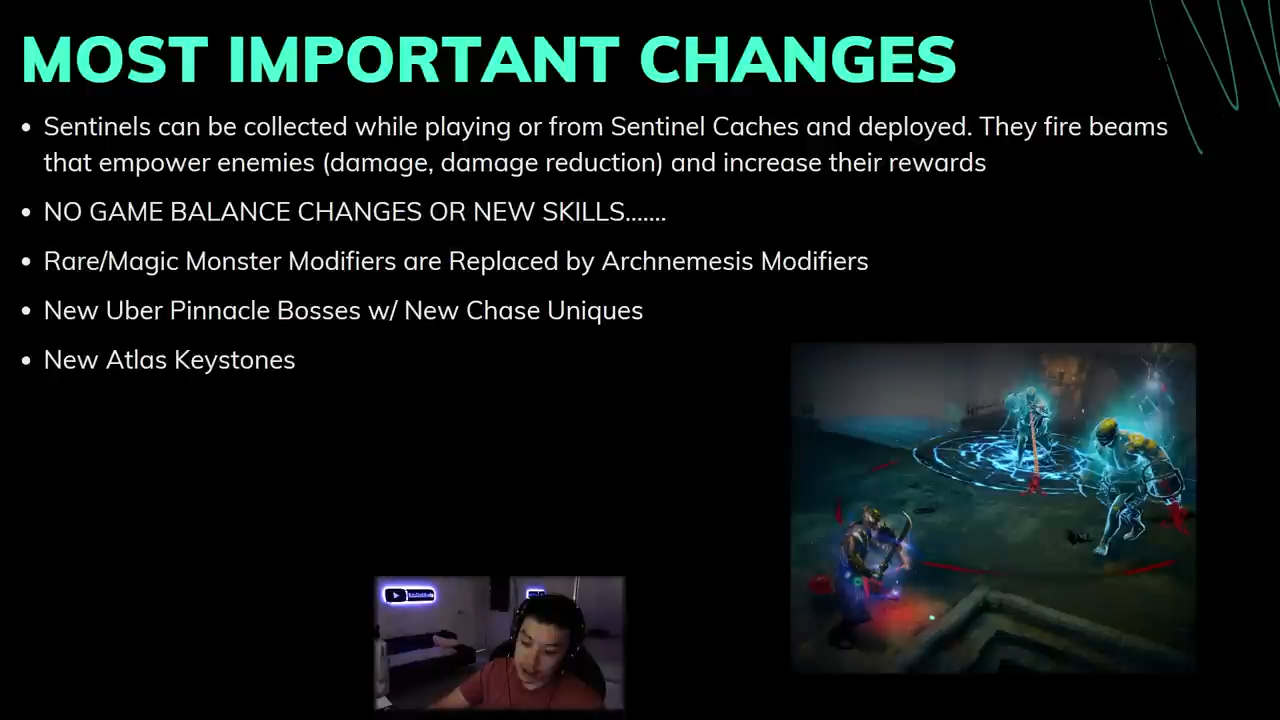 MOST IMPORTANT CHANGES
• Sentinels can be collected while playing or from Sentinel Caches and deployed. They fire beams
that empower enemies (damage, damage reduction) and increase their rewards
• NO GAME BALANCE CHANGES OR NEW SKILLS.......
• Rare/Magic Monster Modifiers are Replaced by Archnemesis Modifiers
• New Uber Pinnacle Bosses w/ New Chase Uniques
• New Atlas Keystones